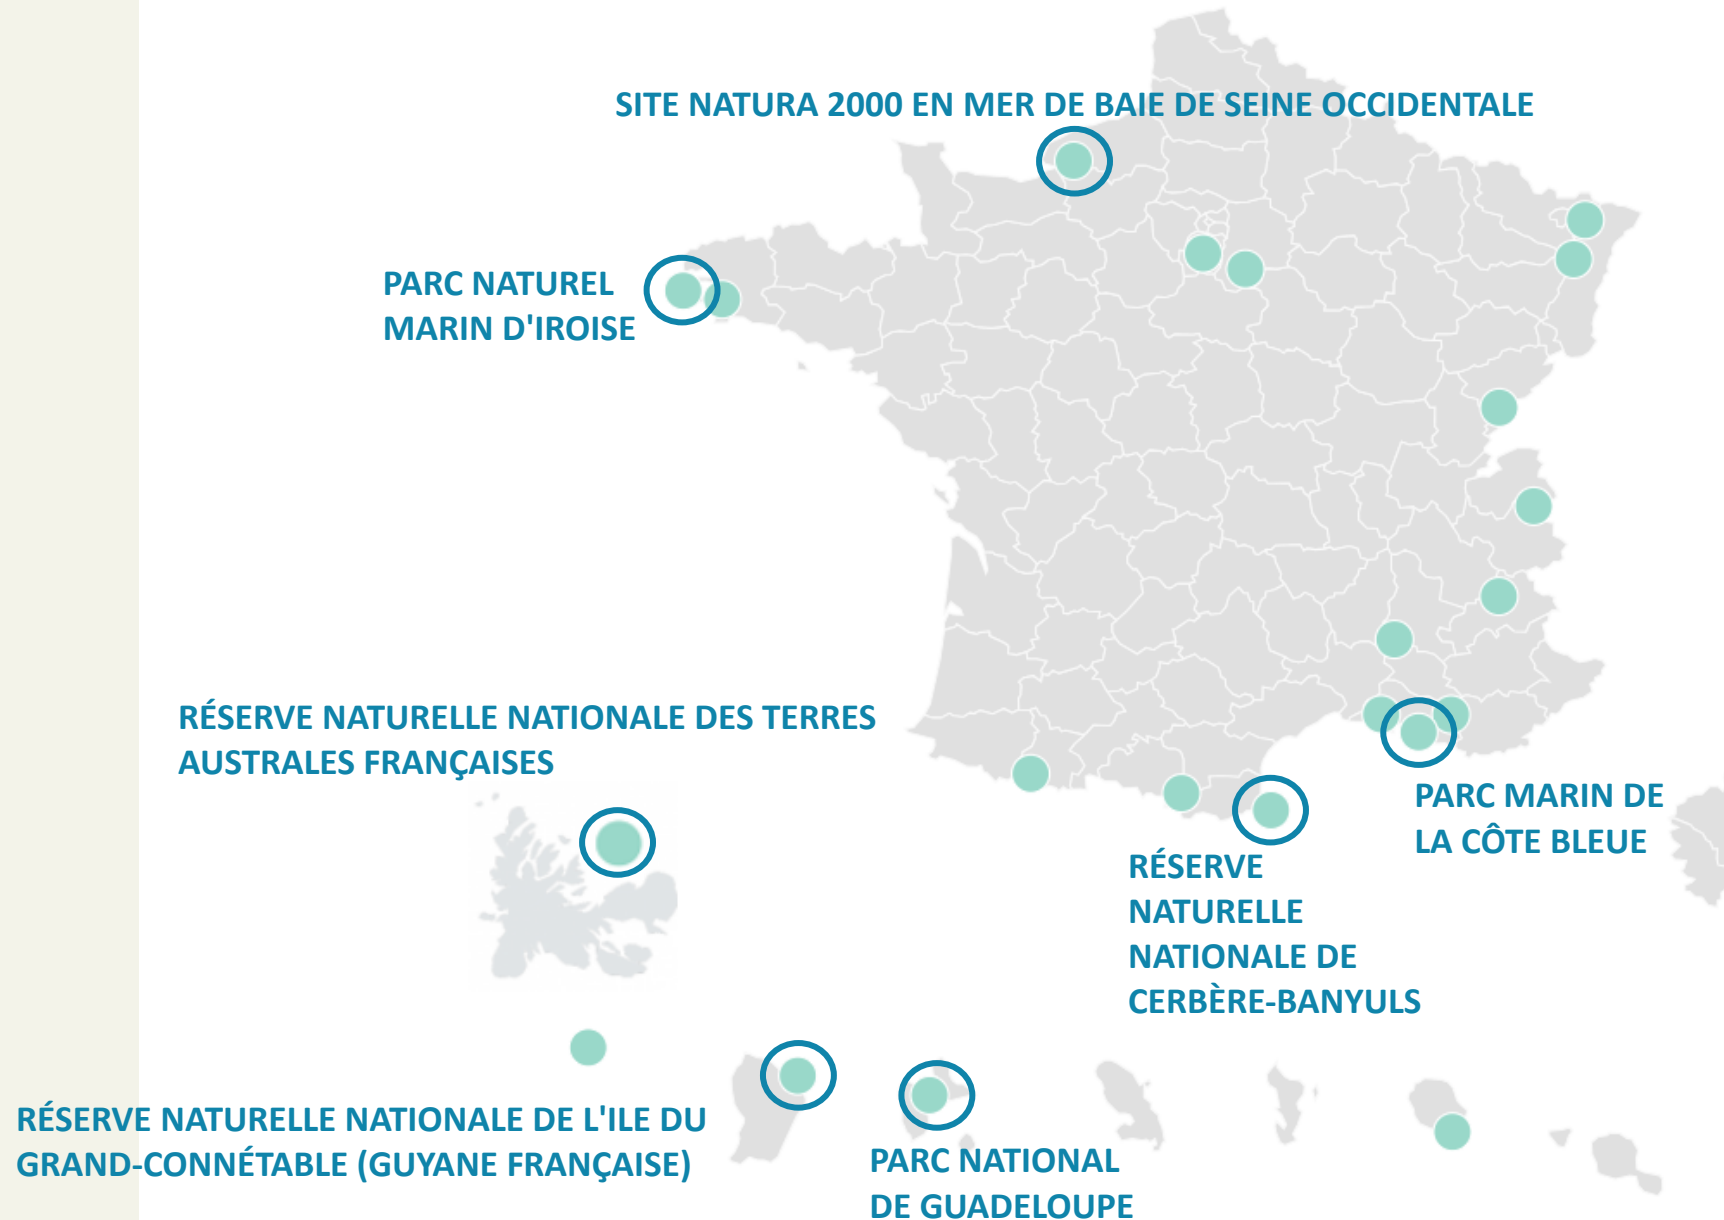 SITE NATURA 2000 EN MER DE BAIE DE SEINE OCCIDENTALE
PARC NATUREL
MARIN D'IROISE
RÉSERVE NATURELLE NATIONALE DES TERRES
AUSTRALES FRANÇAISES
PARC MARIN DE
LA CÔTE BLEUE
RÉSERVE
NATURELLE
NATIONALE DE
CERBÈRE-BANYULS
RÉSERVE NATURELLE NATIONALE DE L'ILE DU
GRAND-CONNÉTABLE (GUYANE FRANÇAISE)
PARC NATIONAL
DE GUADELOUPE